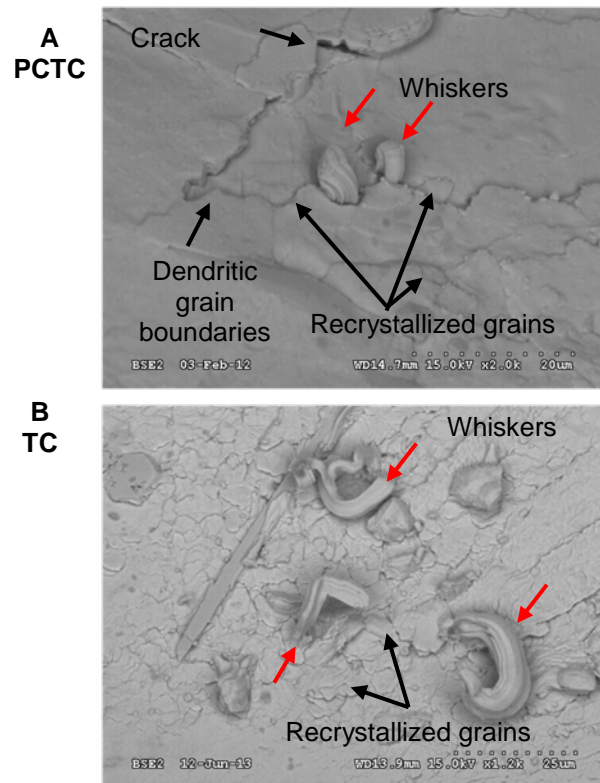 A
PCTC
Crack
Whiskers
Dendritic
grain
boundaries
Recrystallized grains
BSE2 03-Feb-12 WD14.7mm 15.0kV x2.0k 20um
B
TC
Whiskers
Recrystallized grains
BSE2 12-Jun-13 WD13.9mm 15.0kV x1.2k 25um